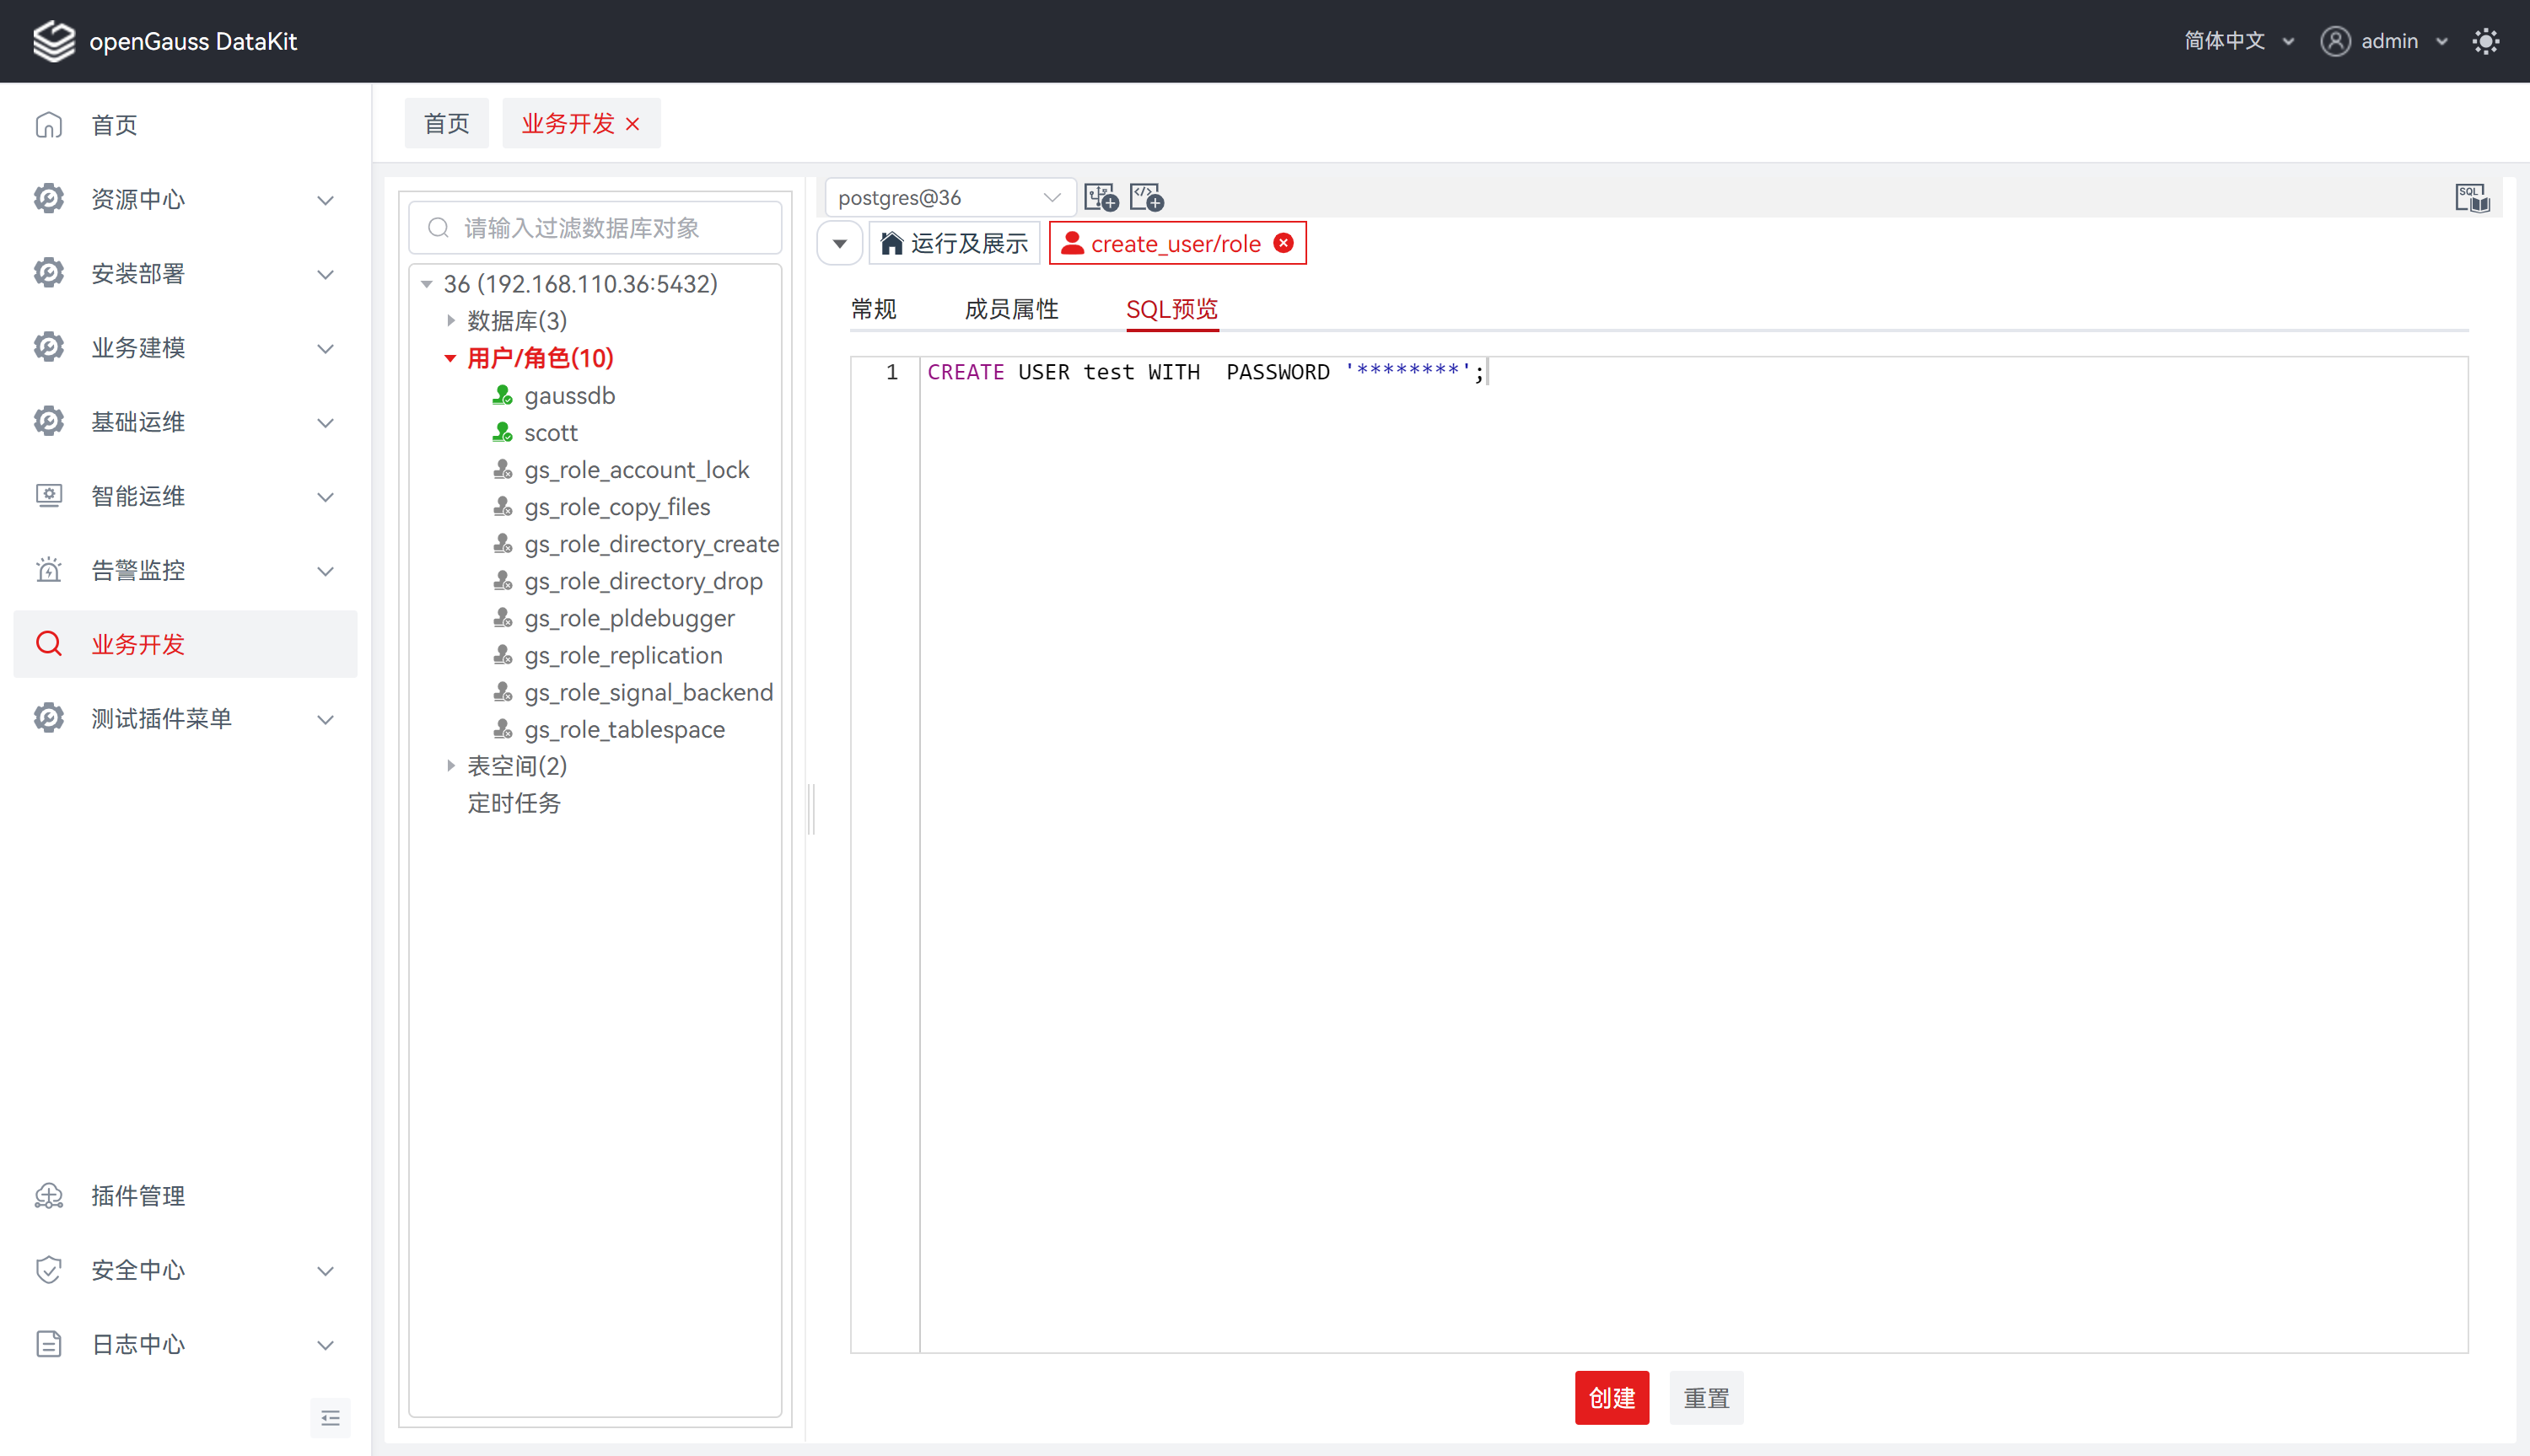 openGauss DataKit
简体中文
admin
首页
资源中心
安装部署
业务建模
基础运维
智能运维
告警监控
业务开发
测试插件菜单
插件管理
安全中心
日志中心
首页
业务开发
请输入过滤数据库对象
36 (192.168.110.36:5432)
数据库(3)
用户/角色(10)
gaussdb
scott
gs_role_account_lock
gs_role_copy_files
gs_role_directory_create
gs_role_directory_drop
gs_role_pldebugger
gs_role_replication
gs_role_signal_backend
gs_role_tablespace
表空间(2)
定时任务
postgres@36
SQL
运行及展示
create_user/role
常规 成员属性 SQL预览
1 CREATE USER test WITH  PASSWORD '********';
创建 重置